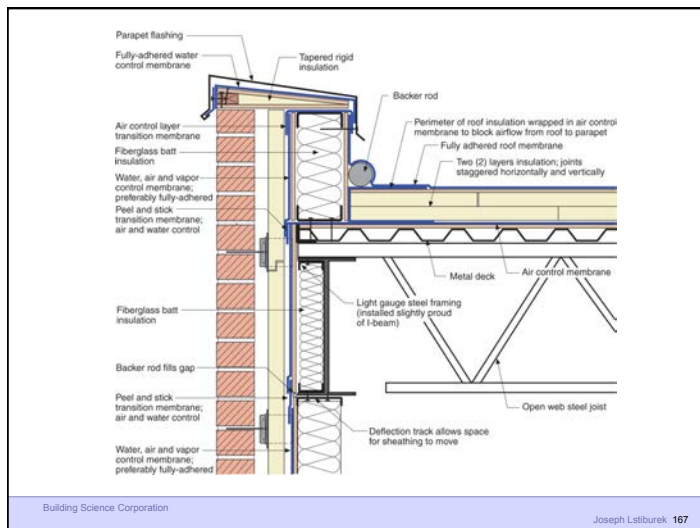 Parapet flashing
Fully-adhered water
control membrane
Tapered rigid
insulation
Backer rod
Air control layer
transition membrane
Perimeter of roof insulation wrapped in air control
membrane to block airflow from roof to parapet
Fully adhered roof membrane
Fiberglass batt
insulation
Two (2) layers insulation; joints
staggered horizontally and vertically
Water, air and vapor
control membrane;
preferably fully-adhered
Peel and stick
transition membrane;
air and water control
Metal deck
Air control membrane
Light gauge steel framing
(installed slightly proud
of I-beam)
Fiberglass batt
insulation
Backer rod fills gap
Peel and stick
transition membrane;
air and water control
Open web steel joist
Deflection track allows space
for sheathing to move
Water, air and vapor
control membrane;
preferably fully-adhered
Building Science Corporation
Joseph Lstiburek 167